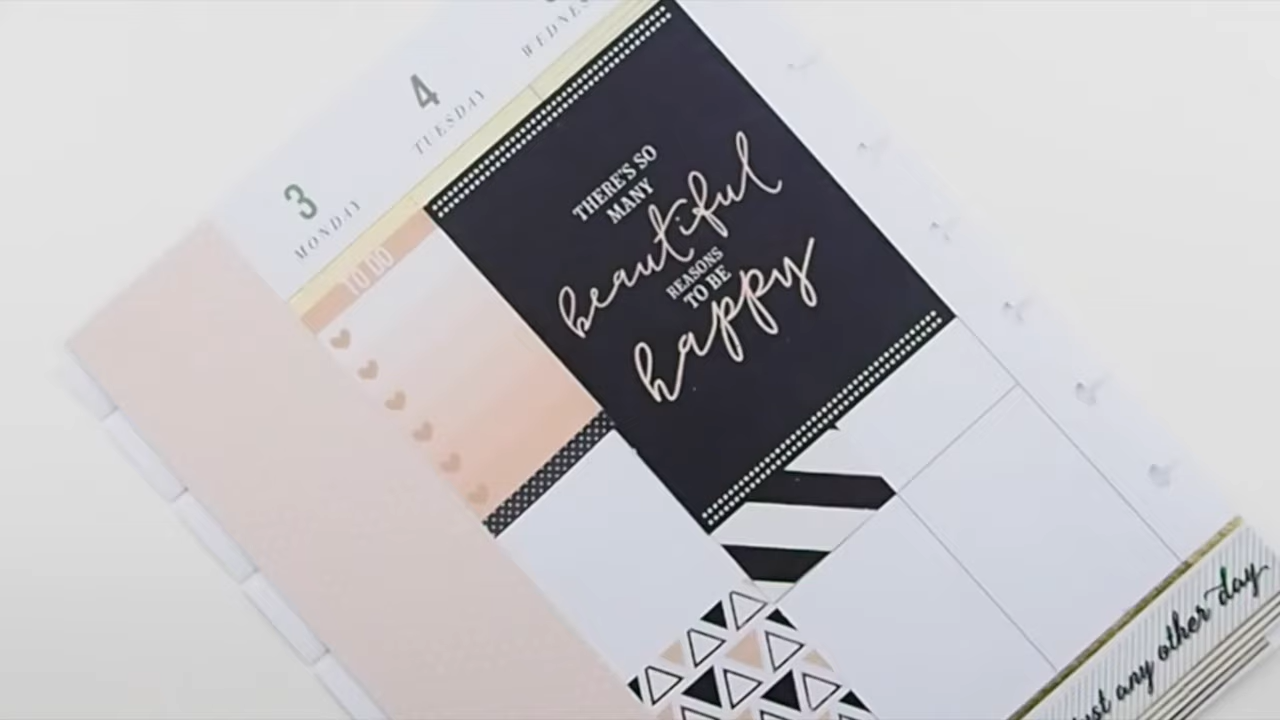 3
MONDAY
4
TUESDAY
TO DO
THERE'S SO
MANY
beautiful
REASONS
TO BE
happy
any other day